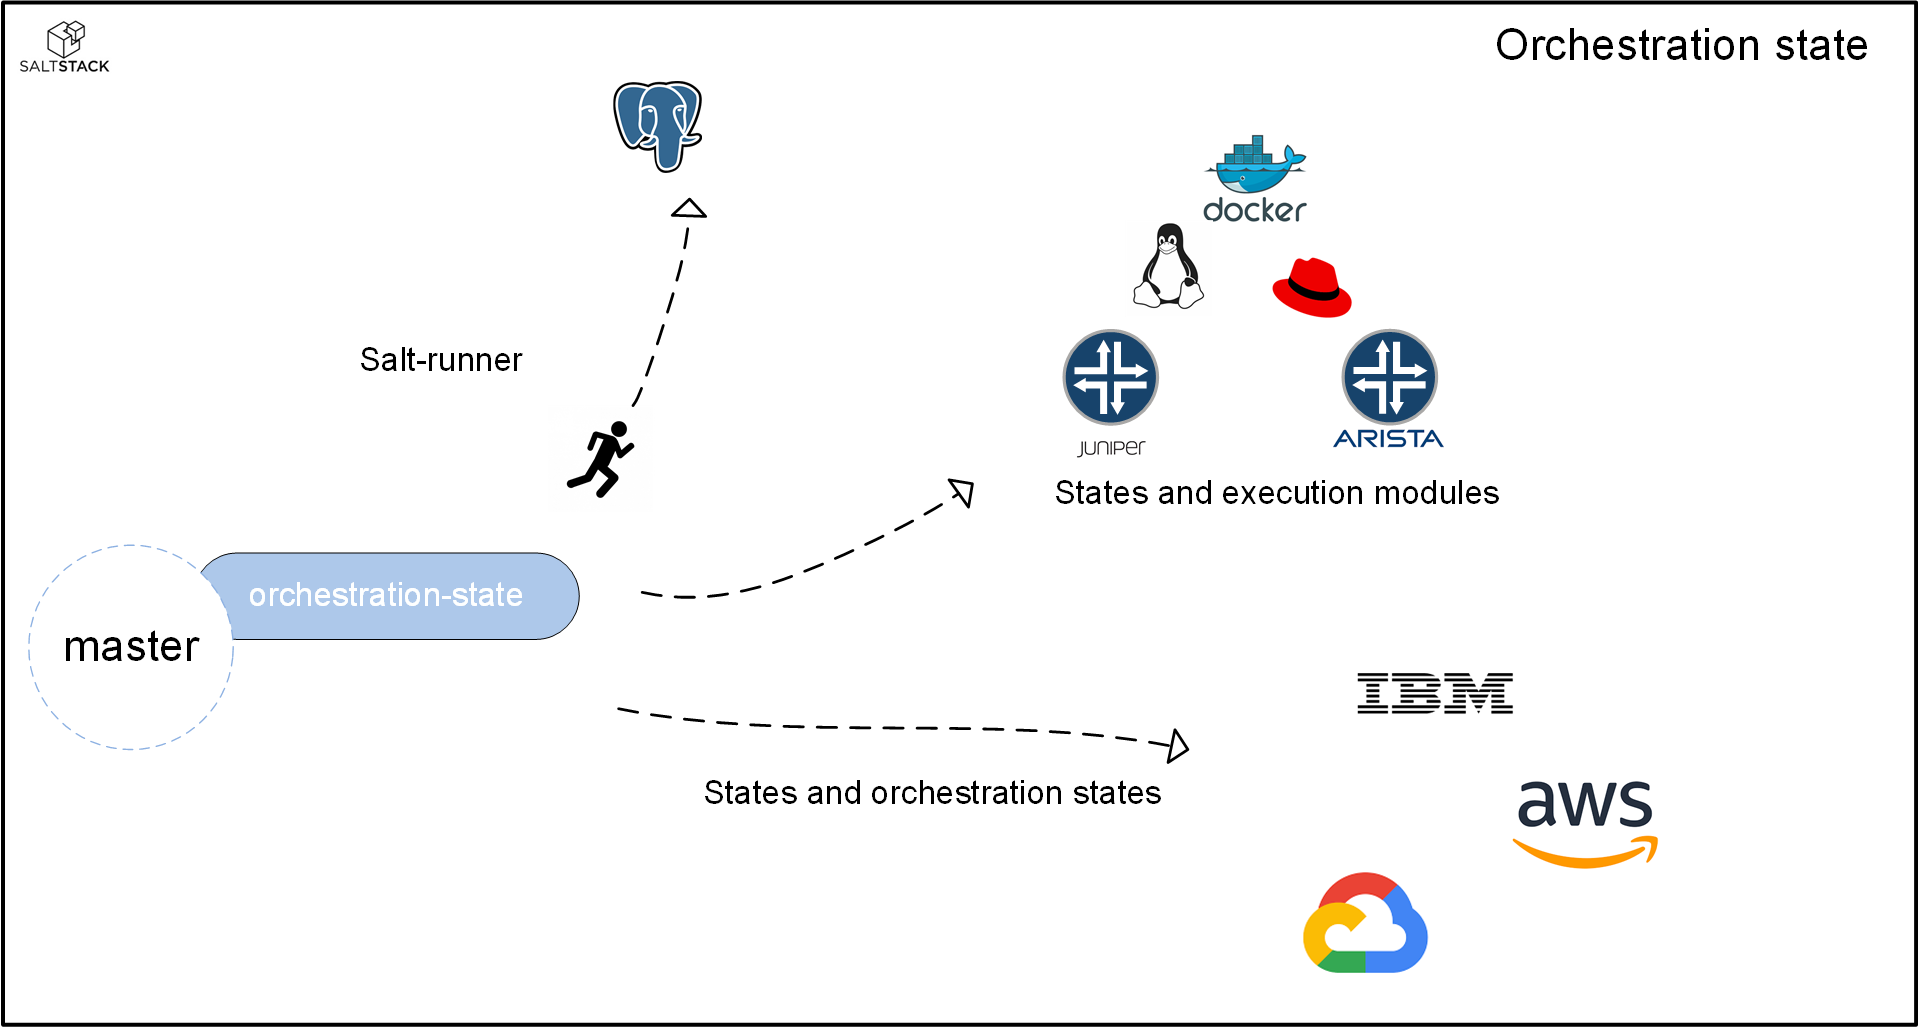 SALTSTACK
Orchestration state
docker
Salt-runner
JUNIPEr
ARISTA
States and execution modules
orchestration-state
master
IBM
States and orchestration states
aws